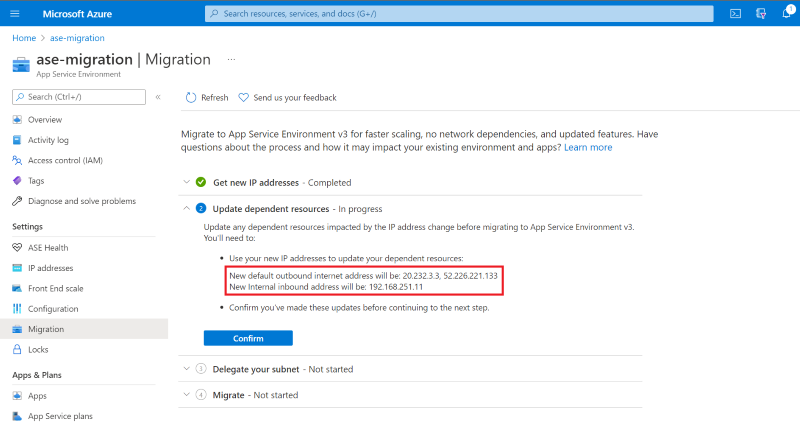 Microsoft Azure
Search resources, services, and docs (G+/)
1
Home > ase-migration
ase-migration | Migration ...
App Service Environment
Search (Ctrl+/)
«
Refresh
Send us your feedback
Overview
Activity log
Access control (IAM)
Tags
Diagnose and solve problems
Settings
ASE Health
IP addresses
Front End scale
Configuration
Migration
Locks
Apps & Plans
Apps
App Service plans
Migrate to App Service Environment v3 for faster scaling, no network dependencies, and updated features. Have
questions about the process and how it may impact your existing environment and apps? Learn more
Get new IP addresses - Completed
2 Update dependent resources - In progress
Update any dependent resources impacted by the IP address change before migrating to App Service Environment v3.
You'll need to:
• Use your new IP addresses to update your dependent resources:
New default outbound internet address will be: 20.232.3.3, 52.226.221.133
New Internal inbound address will be: 192.168.251.11
• Confirm you've made these updates before continuing to the next step.
Confirm
3 Delegate your subnet - Not started
4 Migrate - Not started